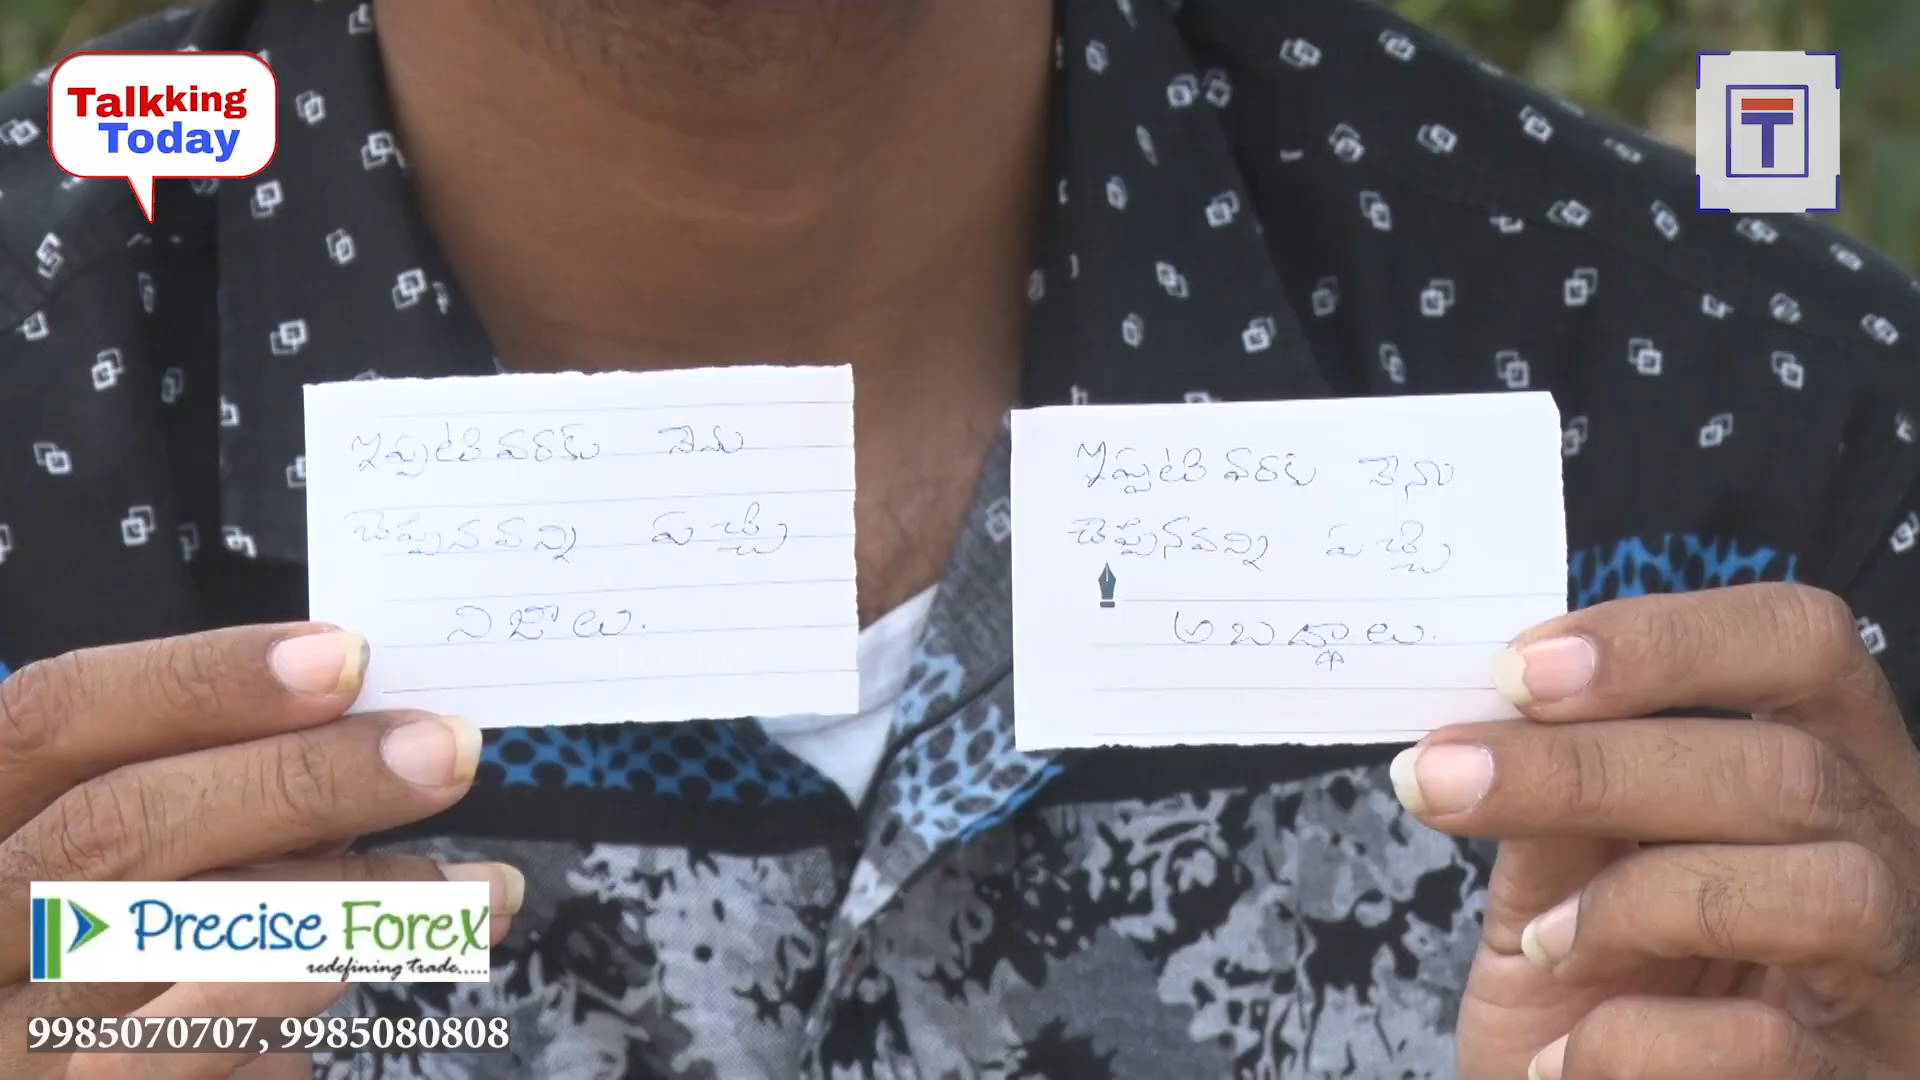 Talkking
Today
T
ఇప్పటి వరకు నేను
చెప్పినవన్ని పచ్చి
నిజాలు.
ఇప్పటి వరకు నేను
చెప్పినవన్ని పచ్చి
అబద్ధాలు.
Precise Forex
redefining trade.....
9985070707, 9985080808